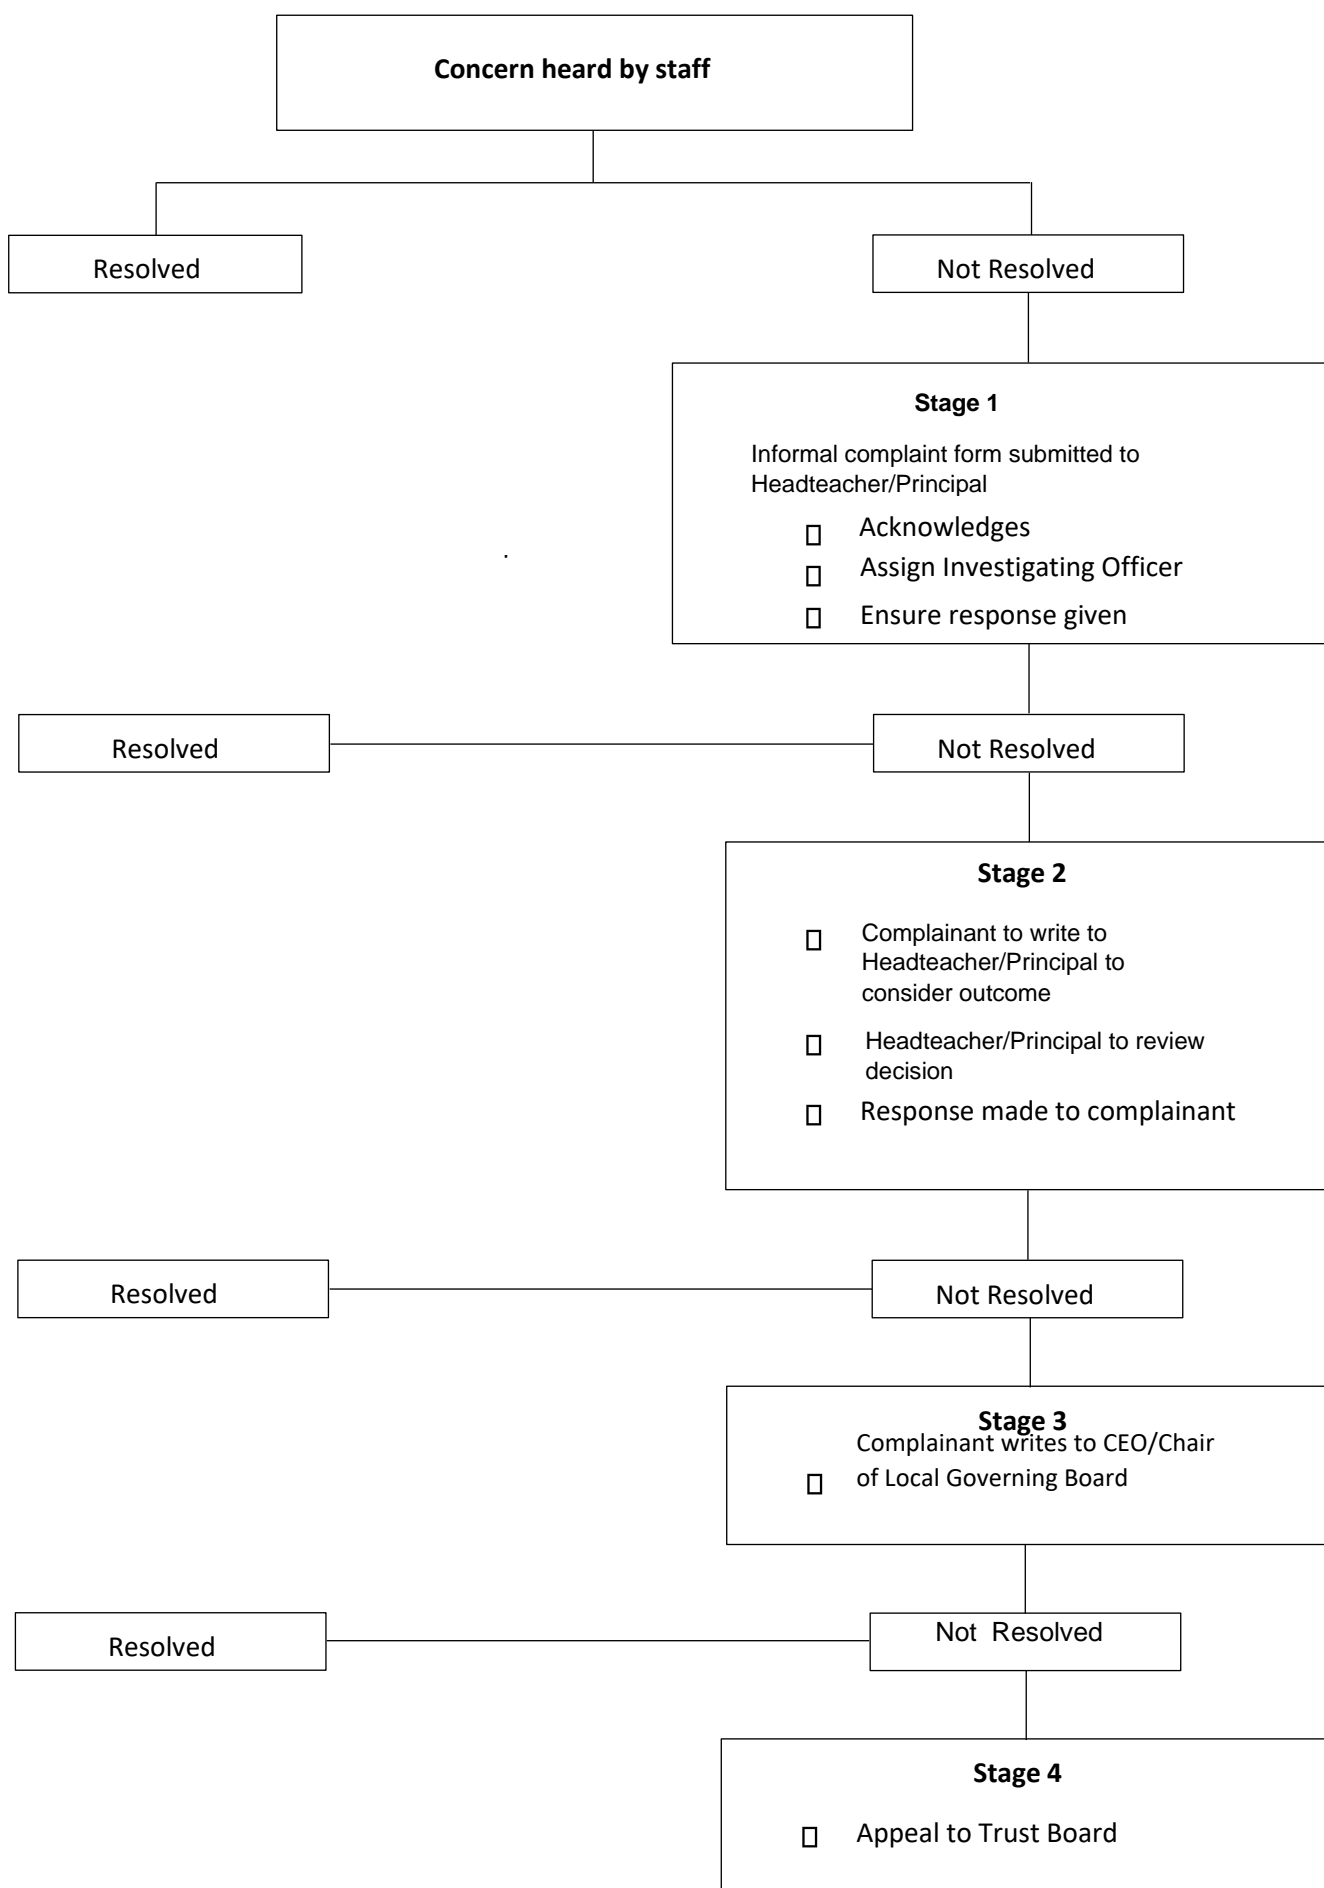 Concern heard by staff
Resolved
Not Resolved
Stage 1
Informal complaint form submitted to
Headteacher/Principal
Acknowledges
Assign Investigating Officer
.
Ensure response given
Resolved
Not Resolved
Stage 2
Complainant to write to
Headteacher/Principal to
consider outcome
Headteacher/Principal to review
decision
Response made to complainant
Resolved
Not Resolved
Stage 3
Complainant writes to CEO/Chair
of Local Governing Board
Resolved
Not Resolved
Stage 4
Appeal to Trust Board